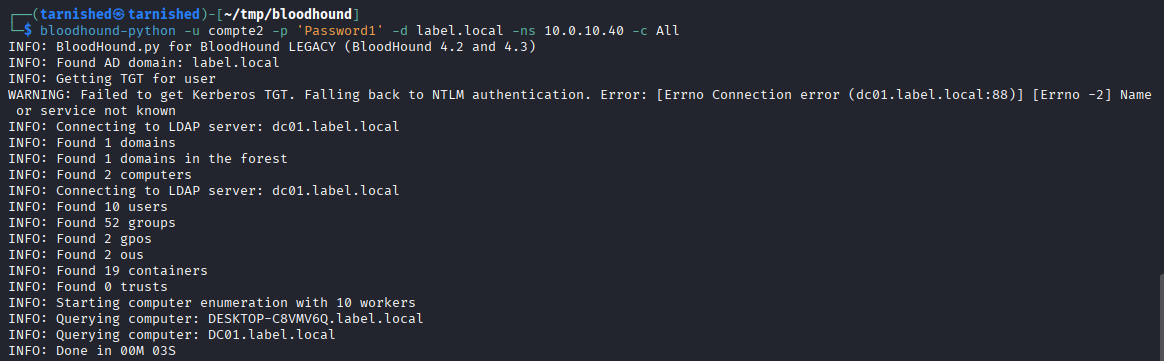 ┌──(tarnished㉿tarnished)-[~/tmp/bloodhound]
└─$ bloodhound-python -u compte2 -p 'Password1' -d label.local -ns 10.0.10.40 -c All
INFO: BloodHound.py for BloodHound LEGACY (BloodHound 4.2 and 4.3)
INFO: Found AD domain: label.local
INFO: Getting TGT for user
WARNING: Failed to get Kerberos TGT. Falling back to NTLM authentication. Error: [Errno Connection error (dc01.label.local:88)] [Errno -2] Name
or service not known
INFO: Connecting to LDAP server: dc01.label.local
INFO: Found 1 domains
INFO: Found 1 domains in the forest
INFO: Found 2 computers
INFO: Connecting to LDAP server: dc01.label.local
INFO: Found 10 users
INFO: Found 52 groups
INFO: Found 2 gpos
INFO: Found 2 ous
INFO: Found 19 containers
INFO: Found 0 trusts
INFO: Starting computer enumeration with 10 workers
INFO: Querying computer: DESKTOP-C8VMV6Q.label.local
INFO: Querying computer: DC01.label.local
INFO: Done in 00M 03S